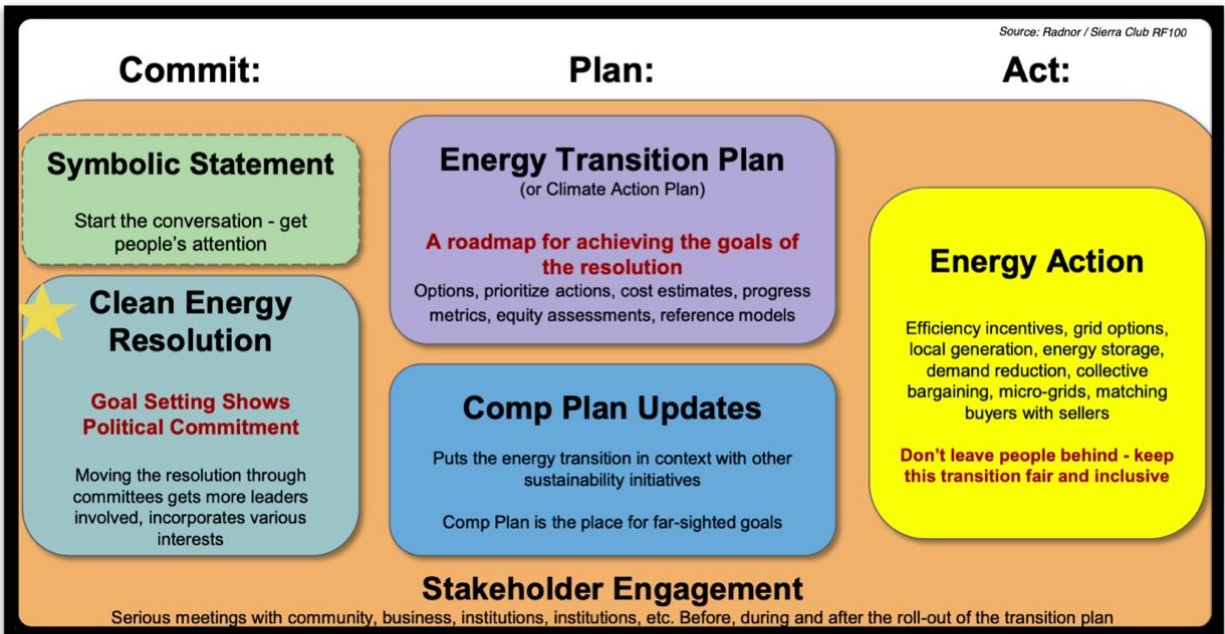 Source: Radnor / Sierra Club RF100
Commit:
Plan:
Act:
Symbolic Statement
Start the conversation - get
people's attention
Clean Energy
Resolution
Goal Setting Shows
Political Commitment
Moving the resolution through
committees gets more leaders
involved, incorporates various
interests
Energy Transition Plan
(or Climate Action Plan)
A roadmap for achieving the goals of
the resolution
Options, prioritize actions, cost estimates, progress
metrics, equity assessments, reference models
Comp Plan Updates
Puts the energy transition in context with other
sustainability initiatives
Comp Plan is the place for far-sighted goals
Energy Action
Efficiency incentives, grid options,
local generation, energy storage,
demand reduction, collective
bargaining, micro-grids, matching
buyers with sellers
Don't leave people behind - keep
this transition fair and inclusive
Stakeholder Engagement
Serious meetings with community, business, institutions, institutions, etc. Before, during and after the roll-out of the transition plan